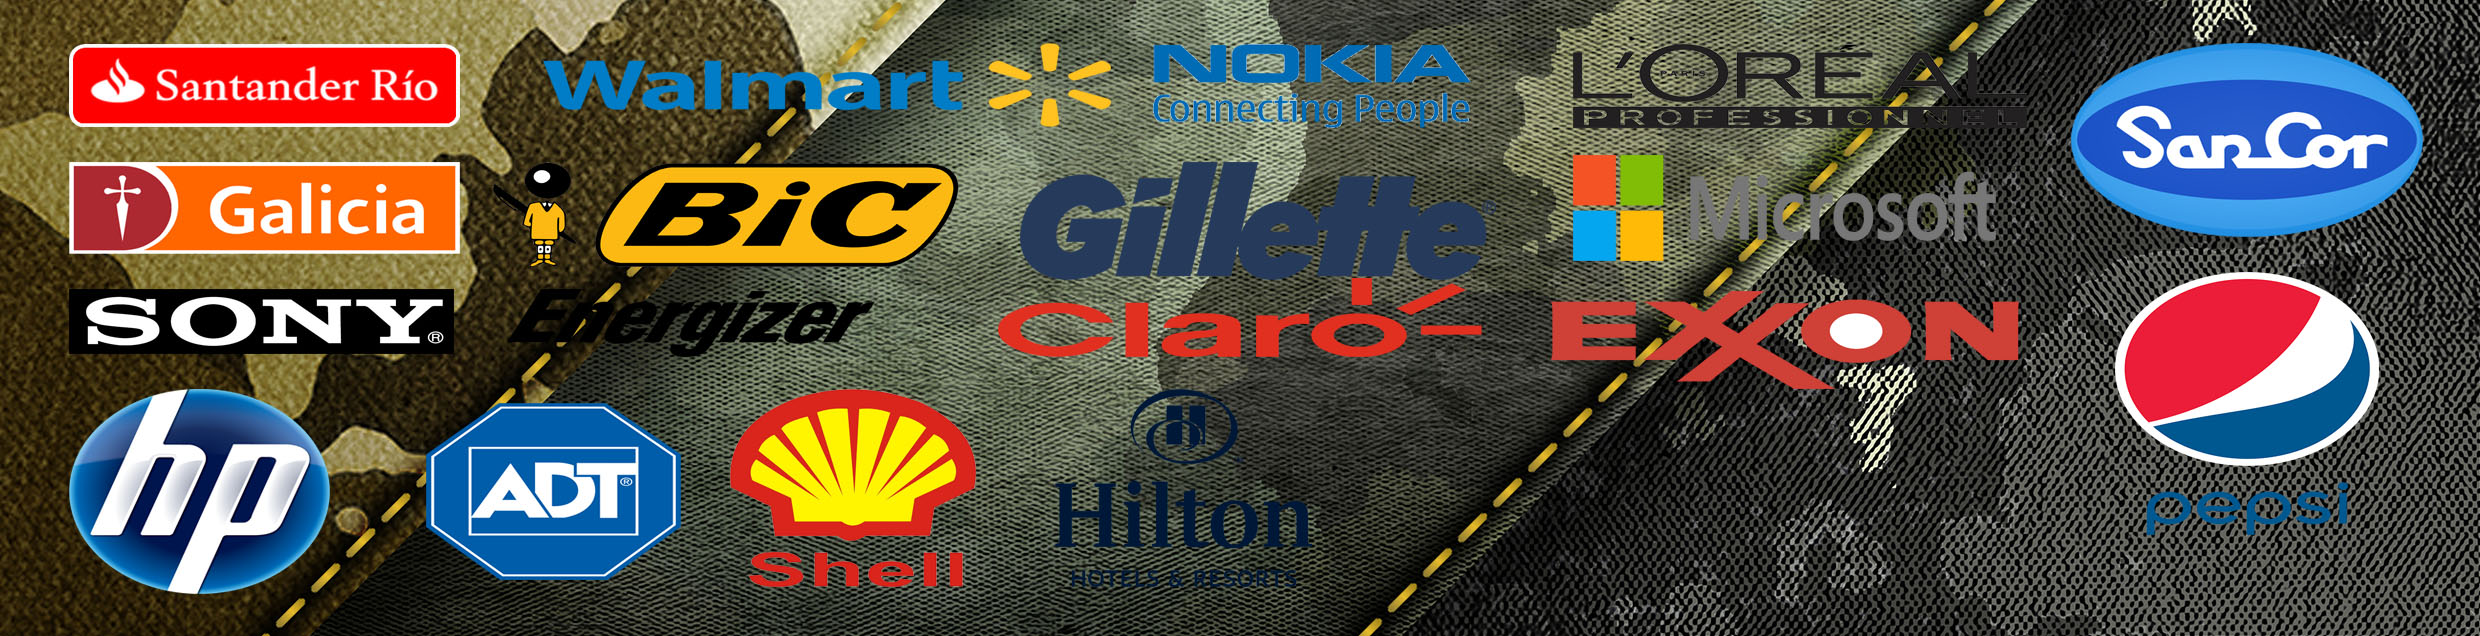 Santander Río
Walmart
NOKIA
Connecting People
L'ORÉAL
PARIS
PROFESSIONNEL
SanCor
Galicia
BiC
Gillette®
Microsoft
SONY®
Energizer
Claro
EXXON
hp
ADT®
Shell
Hilton
HOTELS & RESORTS
pepsi